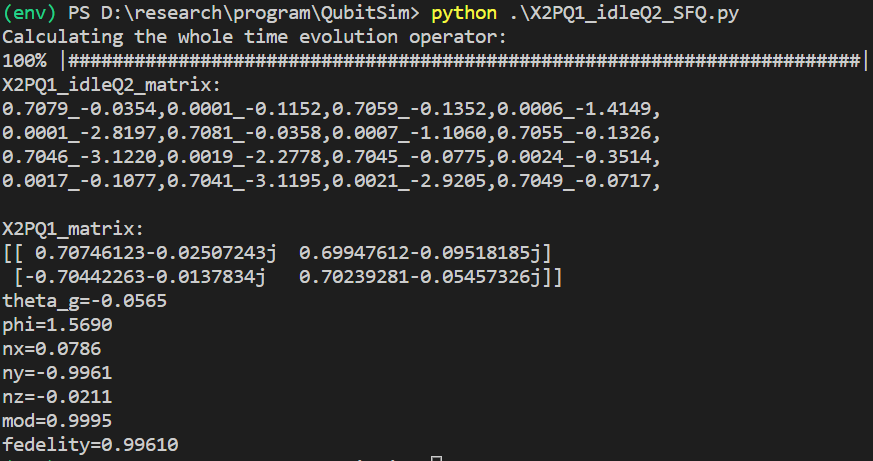 (env) PS D:\research\program\QubitSim> python .\X2PQ1_idleQ2_SFQ.py
Calculating the whole time evolution operator:
100% |########################################################################|
X2PQ1_idleQ2_matrix:
0.7079_-0.0354,0.0001_-0.1152,0.7059_-0.1352,0.0006_-1.4149,
0.0001_-2.8197,0.7081_-0.0358,0.0007_-1.1060,0.7055_-0.1326,
0.7046_-3.1220,0.0019_-2.2778,0.7045_-0.0775,0.0024_-0.3514,
0.0017_-0.1077,0.7041_-3.1195,0.0021_-2.9205,0.7049_-0.0717,
X2PQ1_matrix:
[[ 0.70746123-0.02507243j  0.69947612-0.09518185j]
 [-0.70442263-0.0137834j   0.70239281-0.05457326j]]
theta_g=-0.0565
phi=1.5690
nx=0.0786
ny=-0.9961
nz=-0.0211
mod=0.9995
fedelity=0.99610